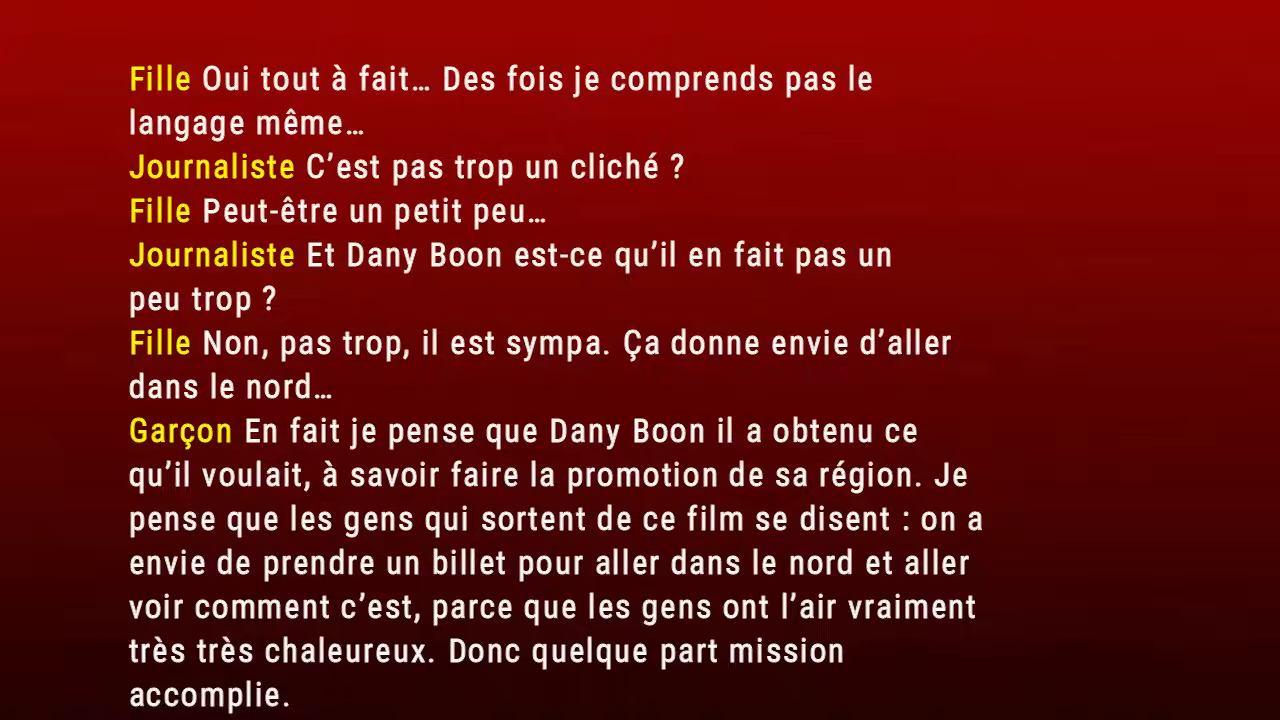 Fille Oui tout à fait… Des fois je comprends pas le
langage même…
Journaliste C’est pas trop un cliché ?
Fille Peut-être un petit peu…
Journaliste Et Dany Boon est-ce qu’il en fait pas un
peu trop ?
Fille Non, pas trop, il est sympa. Ça donne envie d’aller
dans le nord…
Garçon En fait je pense que Dany Boon il a obtenu ce
qu’il voulait, à savoir faire la promotion de sa région. Je
pense que les gens qui sortent de ce film se disent : on a
envie de prendre un billet pour aller dans le nord et aller
voir comment c’est, parce que les gens ont l’air vraiment
très très chaleureux. Donc quelque part mission
accomplie.